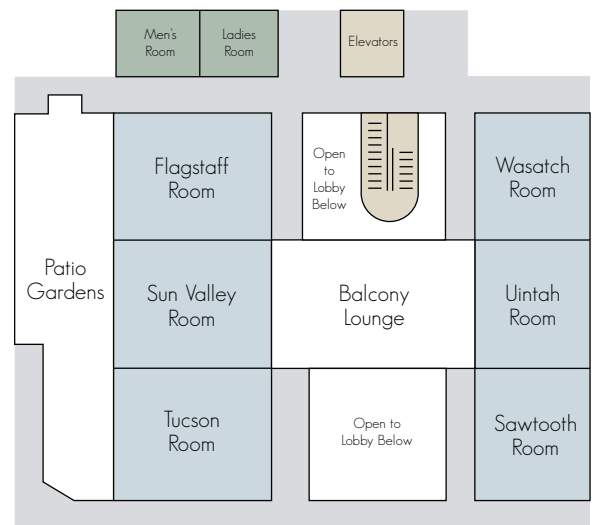 Men's
Room
Ladies
Room
Elevators
Flagstaff
Room
Open
to
Lobby
Below
Wasatch
Room
Patio
Gardens
Sun Valley
Room
Balcony
Lounge
Uintah
Room
Tucson
Room
Open to
Lobby Below
Sawtooth
Room